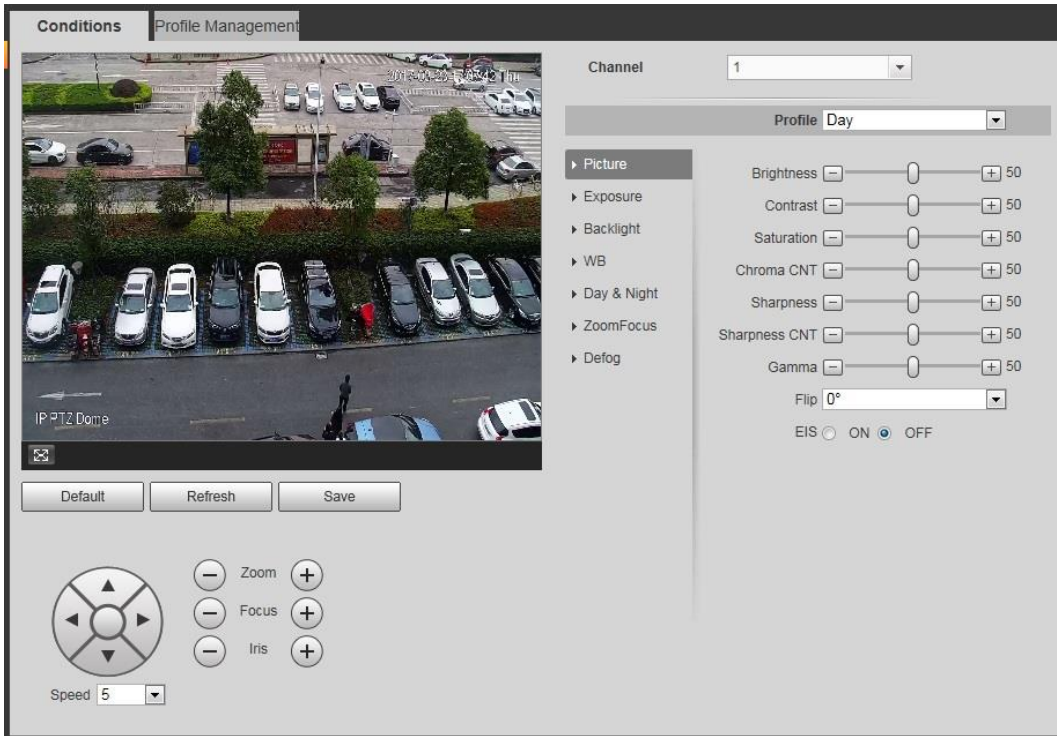 Conditions
Profile Management
Channel 1
Profile Day
Picture
Exposure
Backlight
WB
Day & Night
ZoomFocus
Defog
Brightness 50
Contrast 50
Saturation 50
Chroma CNT 50
Sharpness 50
Sharpness CNT 50
Gamma 50
Flip 0°
EIS ON OFF
IP PTZ Dome
Default
Refresh
Save
Zoom
Focus
Iris
Speed 5